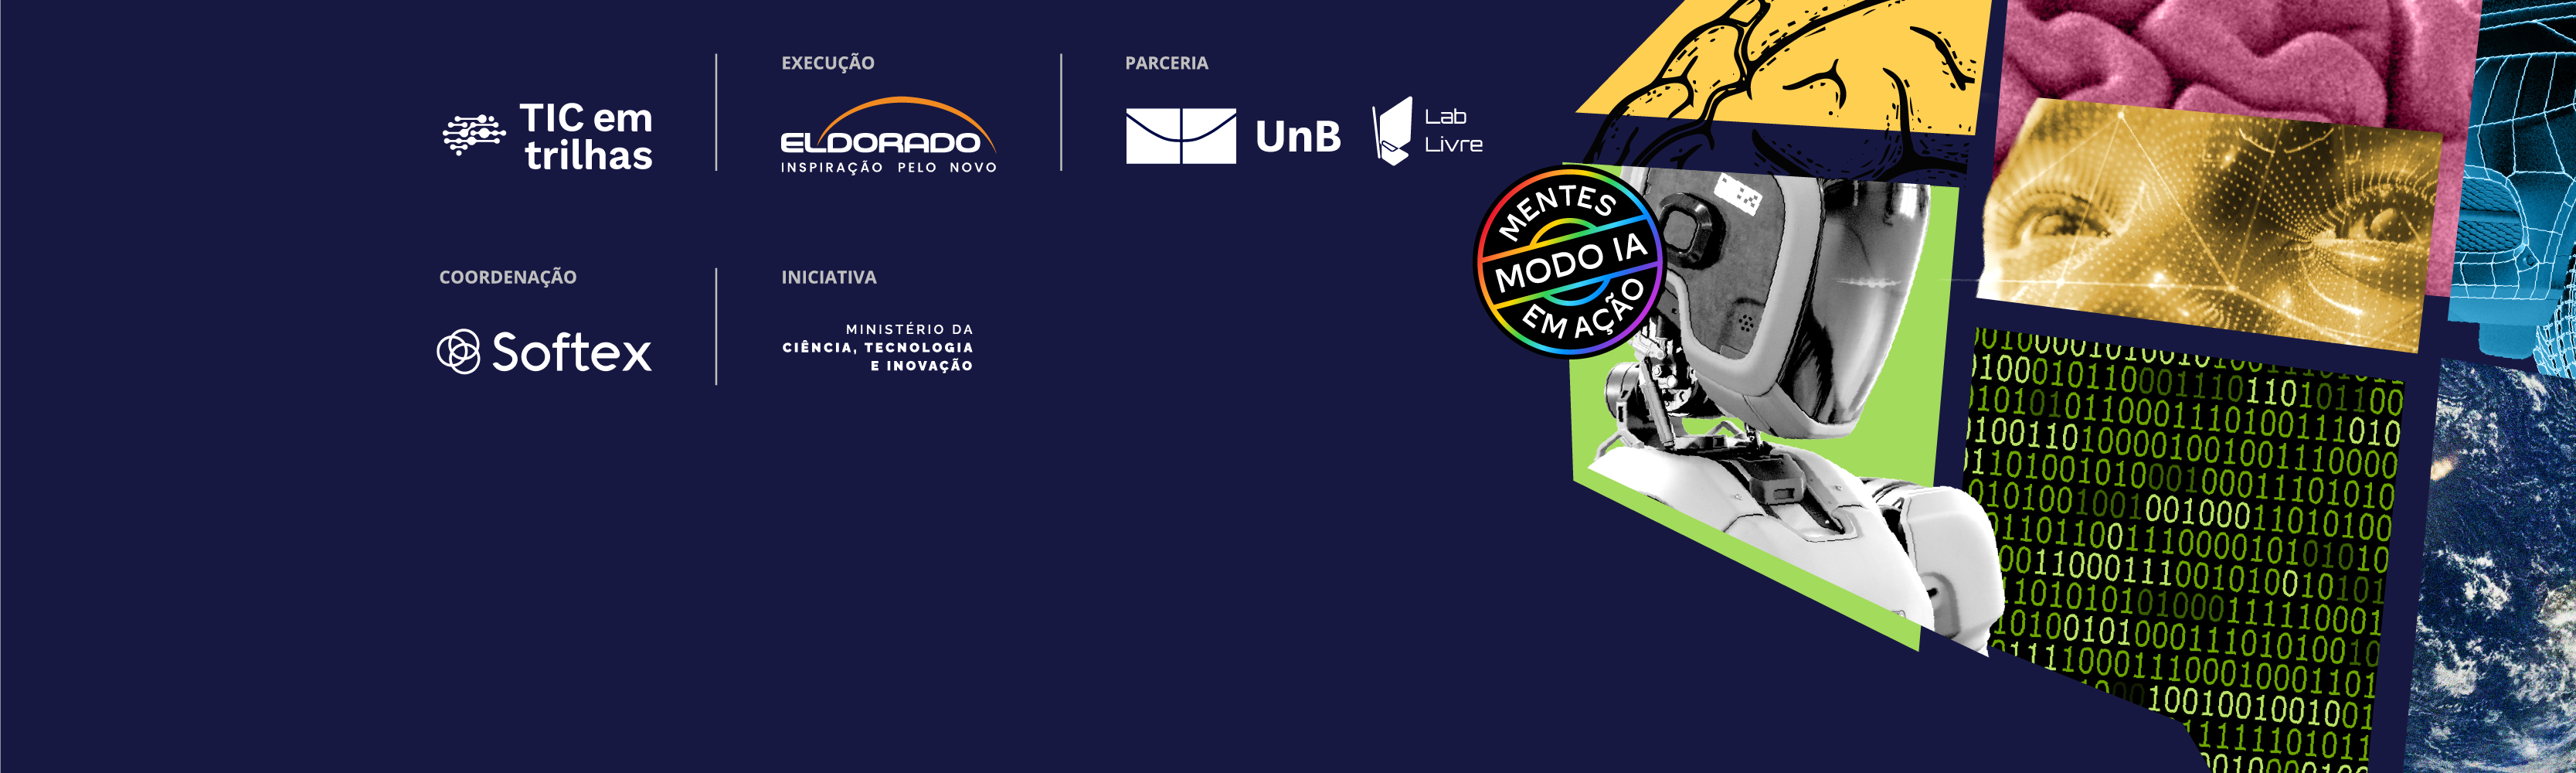 TIC em
trilhas
EXECUÇÃO
ELDORADO
INSPIRAÇÃO PELO NOVO
PARCERIA
UnB
Lab
Livre
COORDENAÇÃO
Softex
INICIATIVA
MINISTÉRIO DA
CIÊNCIA, TECNOLOGIA
E INOVAÇÃO
MENTES
MODO IA
EM AÇÃO